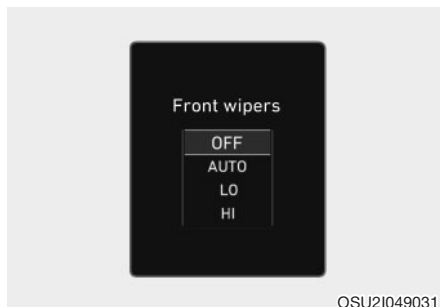 Front wipers
OFF
AUTO
LO
HI
OSU2I049031